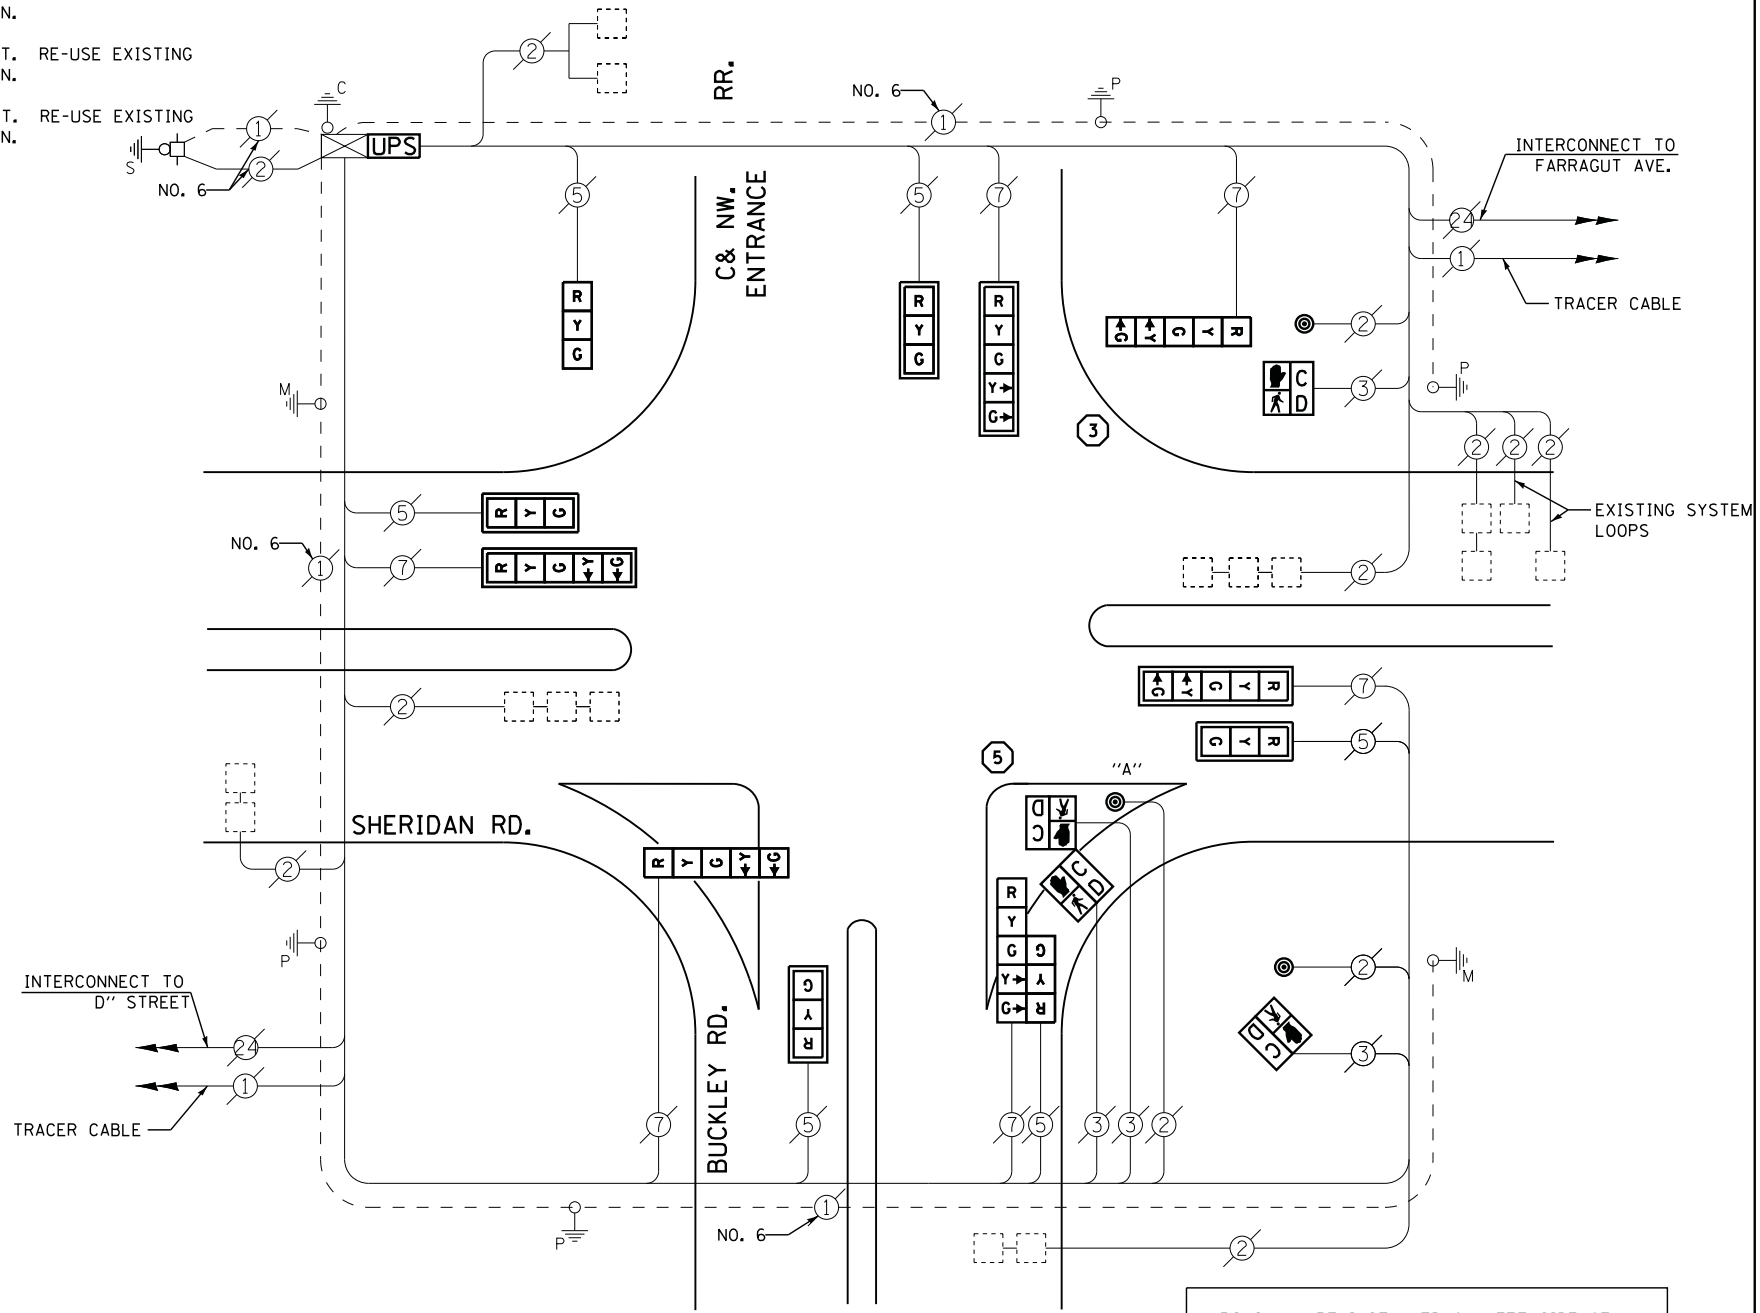 N.
T. RE-USE EXISTING
N.
T. RE-USE EXISTING
N.
C
1
UPS
S
2
NO. 6
2
RR.
NO. 6
1
P
INTERCONNECT TO
FARRAGUT AVE.
24
1
TRACER CABLE
5
5
7
7
C& NW.
ENTRANCE
R
Y
G
R
Y
G
R
Y
G
Y
G
G Y G Y R
2
C
D
3
P
M
3
2
2
2
EXISTING SYSTEM
LOOPS
5
R Y G
NO. 6
1
7
R Y G Y G
2
2
G Y G Y R
7
G Y R
5
5
"A"
SHERIDAN RD.
2
R Y G Y G
C
D
C
D
R
Y
G
Y
G
G
Y
R
P
INTERCONNECT TO
D" STREET
24
1
TRACER CABLE
G
Y
R
BUCKLEY RD.
2
M
C
D
3
7
5
7
5
3
3
2
P
NO. 6
1
2